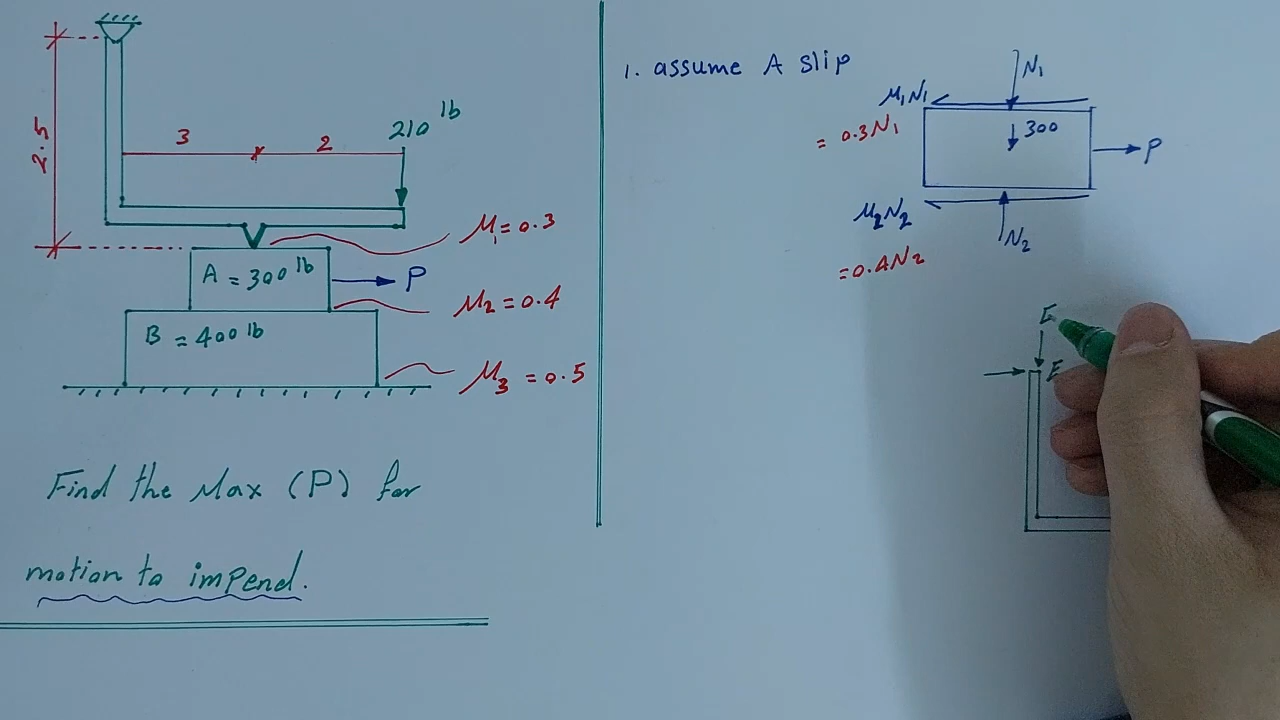 2.5
3
2
210 lb
μ₁ = 0.3
A = 300 lb
P
μ₂ = 0.4
B = 400 lb
μ₃ = 0.5
Find the Max (P) for
motion to impend.
1. assume A slip
N₁
μ₁N₁
= 0.3N₁
300
P
μ₂N₂
= 0.4N₂
N₂
E